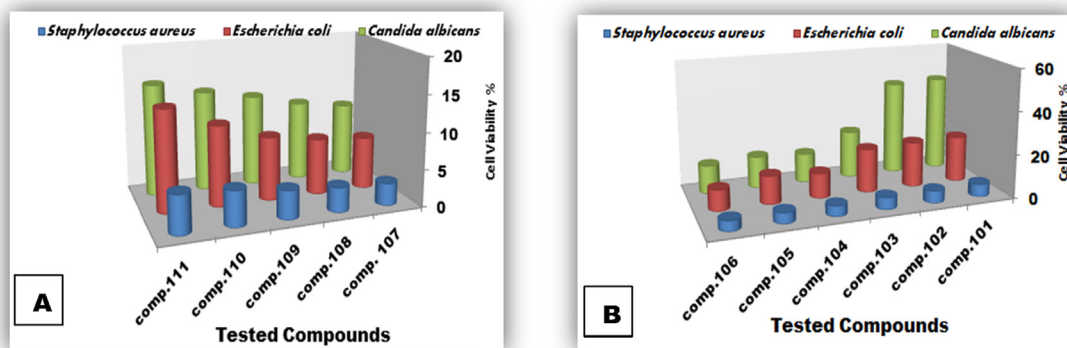 Staphylococcus aureus Escherichia coli Candida albicans
20
15
10
5
0
Cell Viability %
comp.111
comp.110
comp.109
comp.108
comp. 107
Tested Compounds
A
Staphylococcus aureus Escherichia coli Candida albicans
60
40
20
0
Cell Viability %
comp.106
comp.105
comp.104
comp.103
comp.102
comp.101
Tested Compounds
B